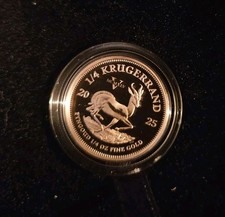 1/4 KRUGERRAND
20 25
FYNGOUD 1/4 OZ FINE GOLD